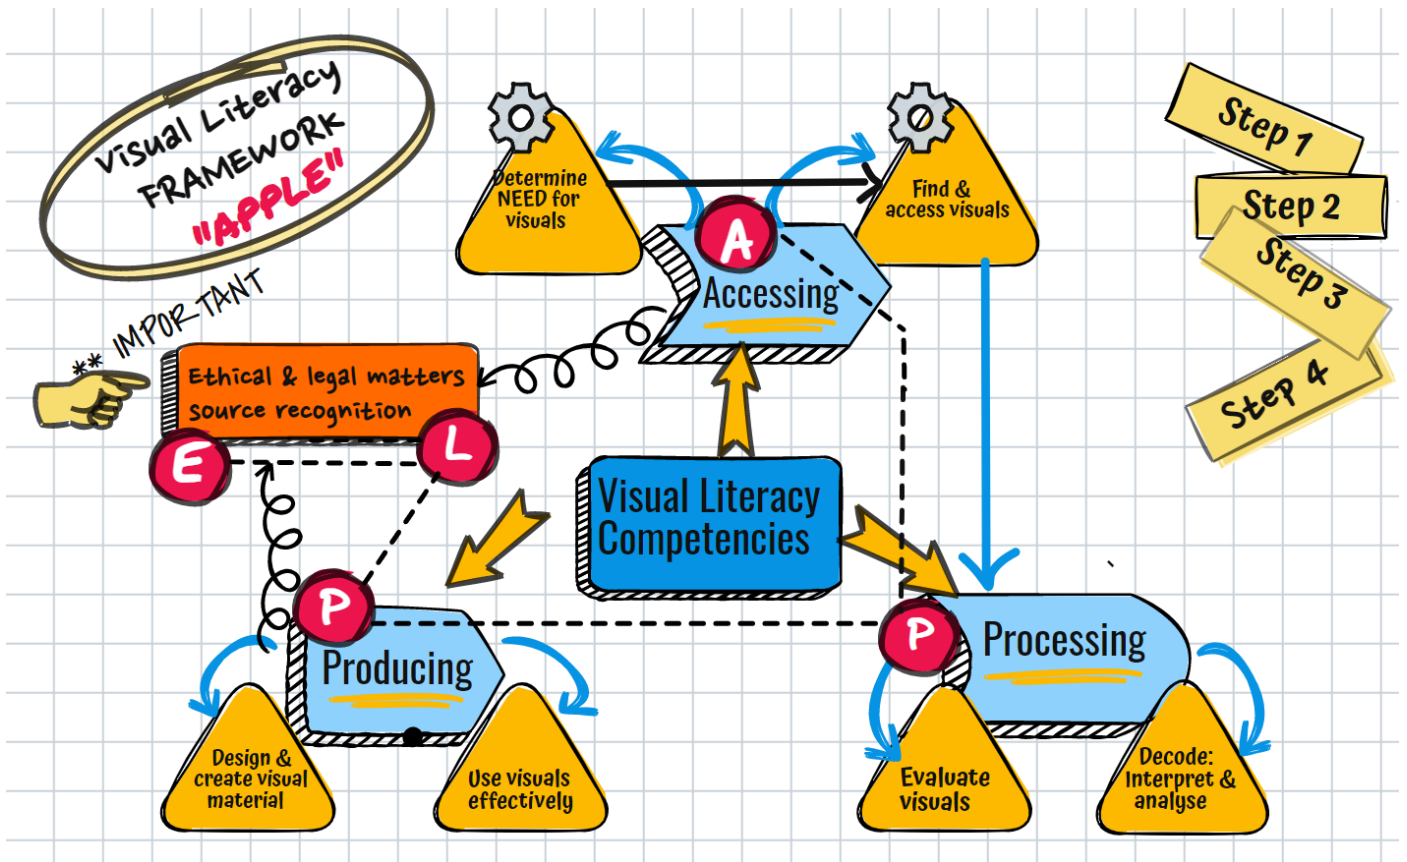 Visual Literacy
FRAMEWORK
"APPLE"
** IMPORTANT
Determine
NEED for
visuals
Find &
access visuals
A
Accessing
Step 1
Step 2
Step 3
Step 4
Ethical & legal matters
source recognition
E
L
Visual Literacy
Competencies
P
Producing
P
Processing
Design &
create visual
material
Use visuals
effectively
Evaluate
visuals
Decode:
Interpret &
analyse